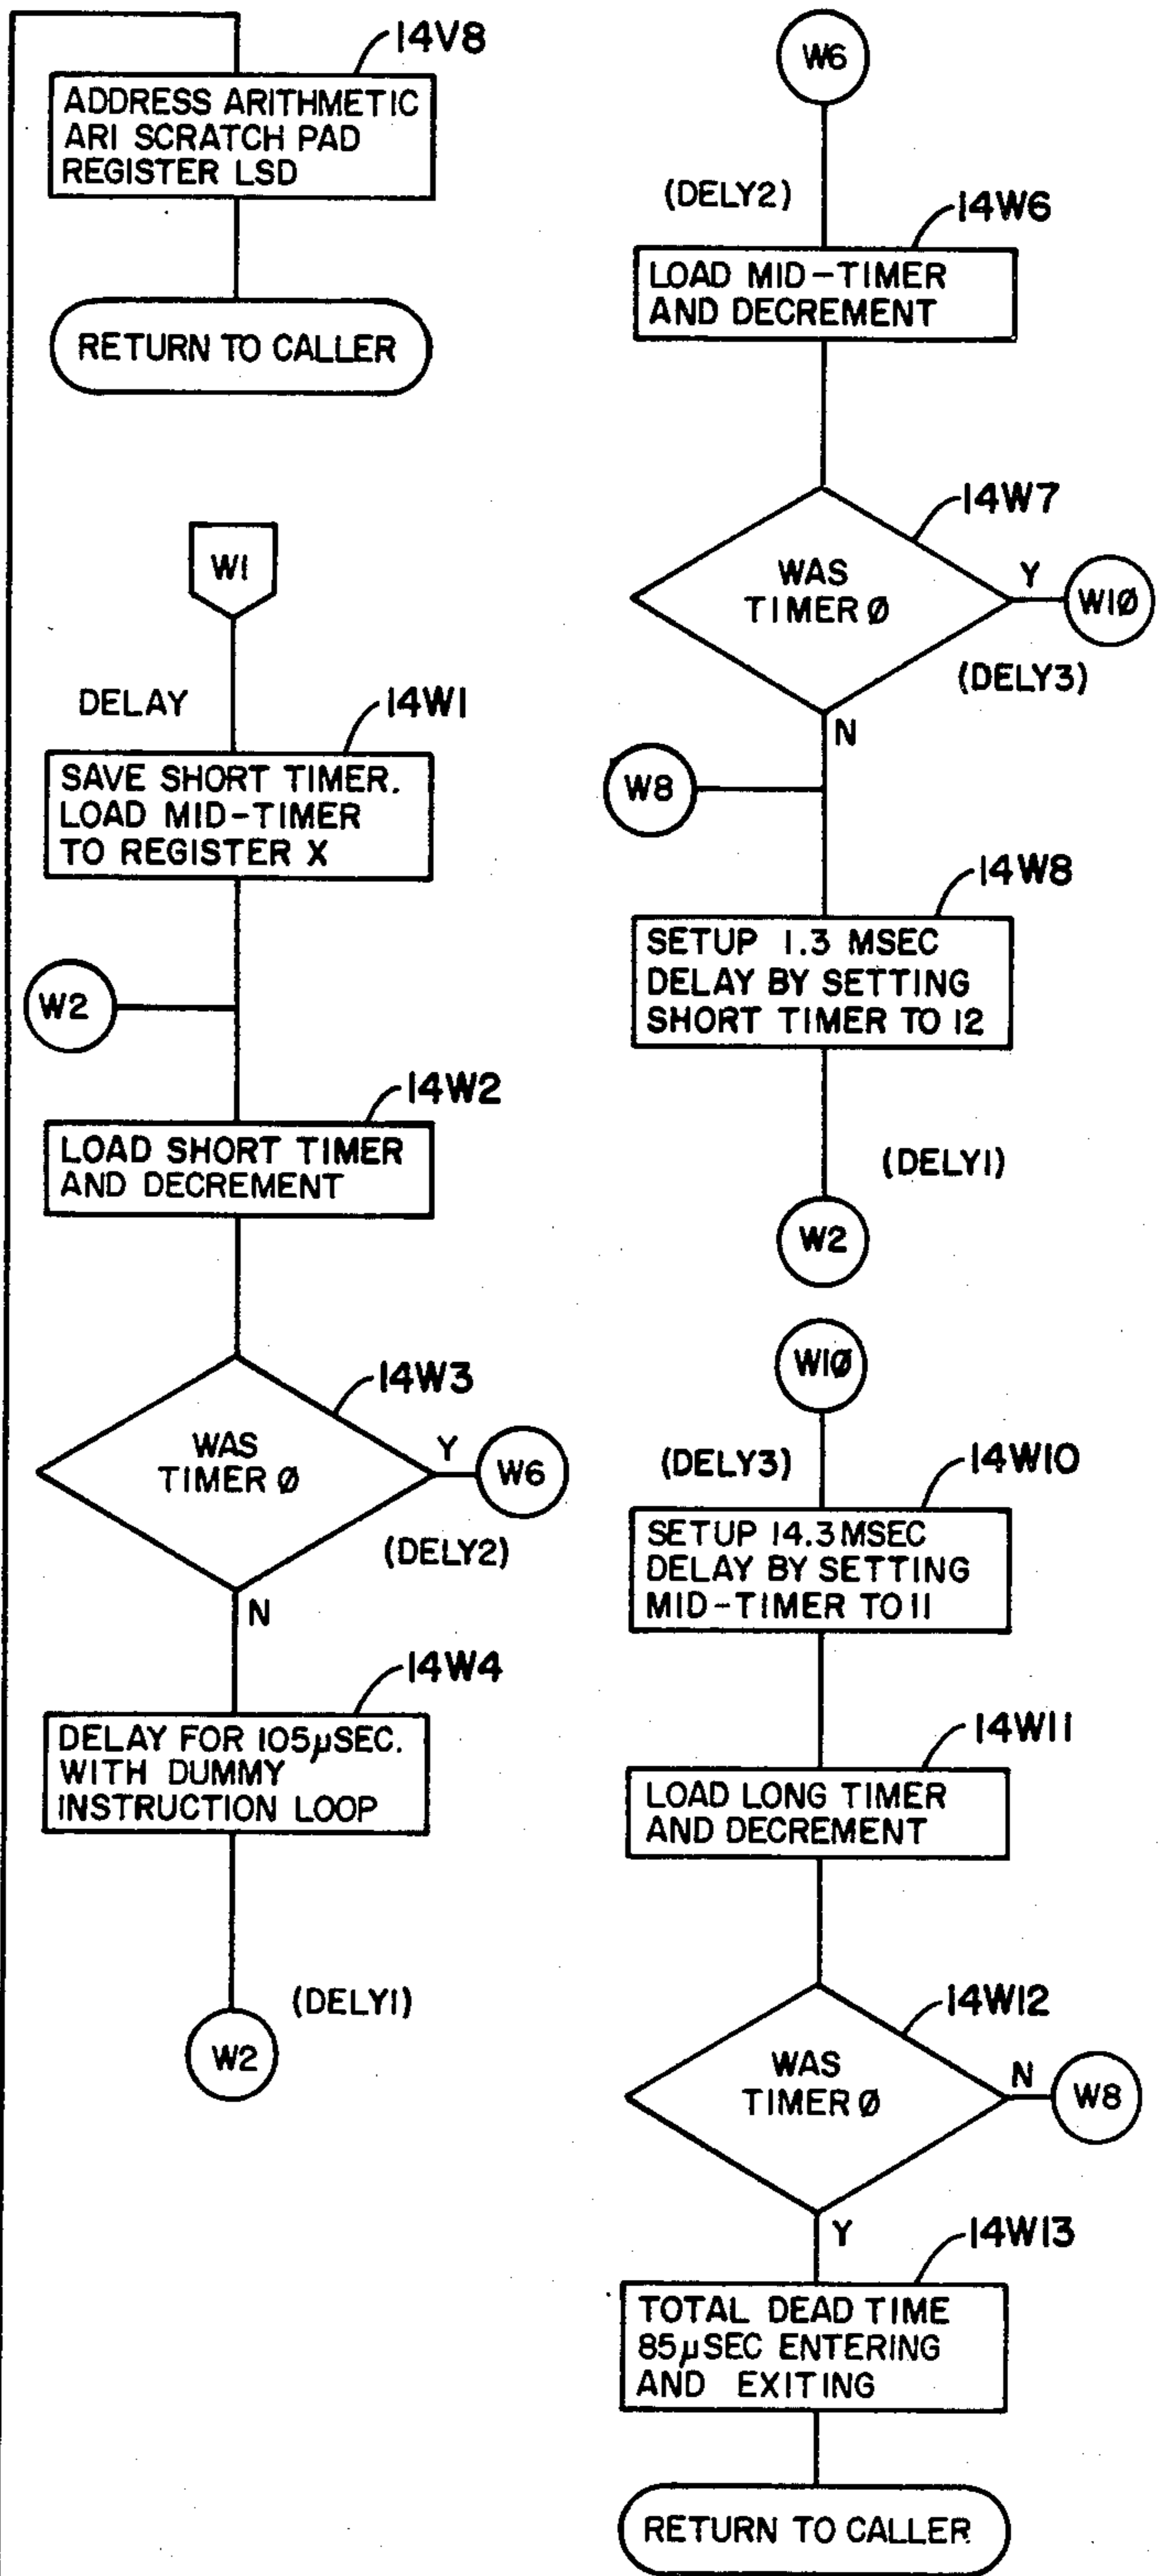 14V8
ADDRESS ARITHMETIC
ARI SCRATCH PAD
REGISTER LSD
RETURN TO CALLER
W1
DELAY
14W1
SAVE SHORT TIMER.
LOAD MID-TIMER
TO REGISTER X
W2
14W2
LOAD SHORT TIMER
AND DECREMENT
14W3
WAS
TIMER Ø
Y
W6
(DELY2)
N
14W4
DELAY FOR 105µSEC.
WITH DUMMY
INSTRUCTION LOOP
(DELY1)
W2
W6
(DELY2)
14W6
LOAD MID-TIMER
AND DECREMENT
14W7
WAS
TIMER Ø
Y
W1Ø
(DELY3)
N
W8
14W8
SETUP 1.3 MSEC
DELAY BY SETTING
SHORT TIMER TO 12
(DELY1)
W2
W1Ø
(DELY3)
14W10
SETUP 14.3 MSEC
DELAY BY SETTING
MID-TIMER TO 11
14W11
LOAD LONG TIMER
AND DECREMENT
14W12
WAS
TIMER Ø
N
W8
Y
14W13
TOTAL DEAD TIME
85µSEC ENTERING
AND EXITING
RETURN TO CALLER